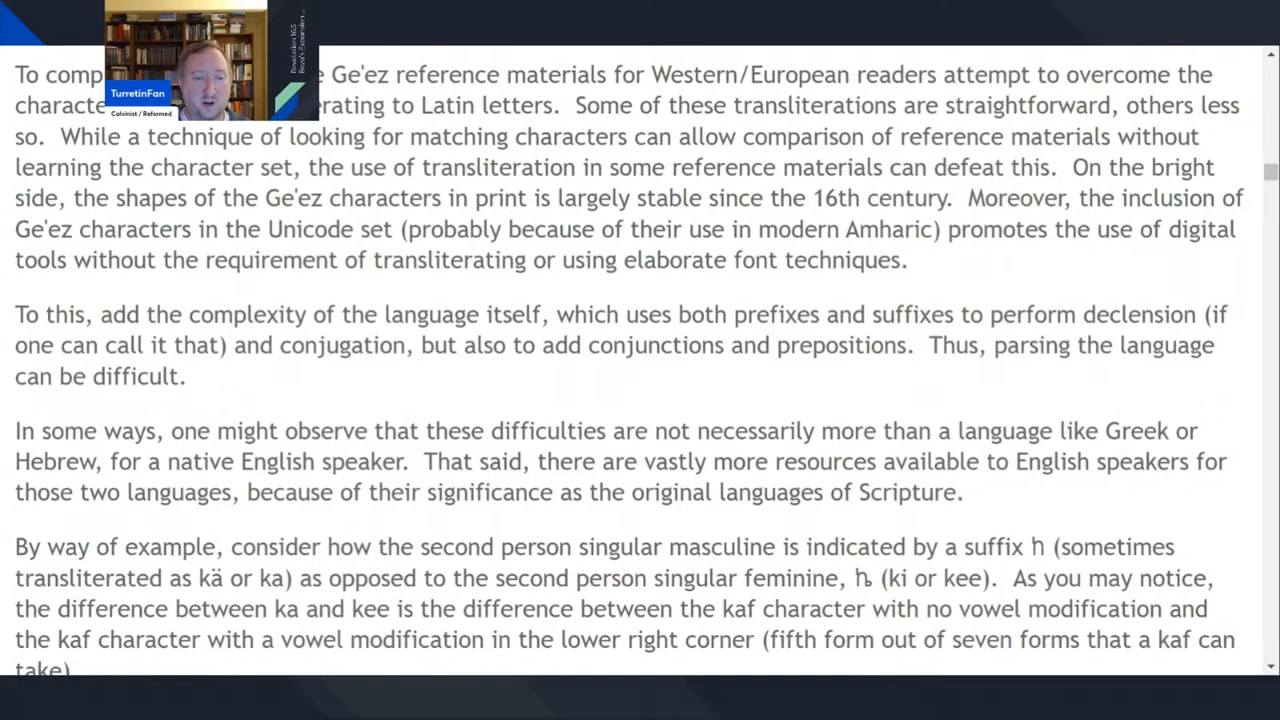 Revelation 16:5
Beza's Expansion –
TurretinFan
Calvinist / Reformed
To comp e Ge'ez reference materials for Western/European readers attempt to overcome the
characte erating to Latin letters. Some of these transliterations are straightforward, others less
so. While a technique of looking for matching characters can allow comparison of reference materials without
learning the character set, the use of transliteration in some reference materials can defeat this. On the bright
side, the shapes of the Ge'ez characters in print is largely stable since the 16th century. Moreover, the inclusion of
Ge'ez characters in the Unicode set (probably because of their use in modern Amharic) promotes the use of digital
tools without the requirement of transliterating or using elaborate font techniques.
To this, add the complexity of the language itself, which uses both prefixes and suffixes to perform declension (if
one can call it that) and conjugation, but also to add conjunctions and prepositions. Thus, parsing the language
can be difficult.
In some ways, one might observe that these difficulties are not necessarily more than a language like Greek or
Hebrew, for a native English speaker. That said, there are vastly more resources available to English speakers for
those two languages, because of their significance as the original languages of Scripture.
By way of example, consider how the second person singular masculine is indicated by a suffix ከ (sometimes
transliterated as kä or ka) as opposed to the second person singular feminine, ኪ (ki or kee). As you may notice,
the difference between ka and kee is the difference between the kaf character with no vowel modification and
the kaf character with a vowel modification in the lower right corner (fifth form out of seven forms that a kaf can
take)